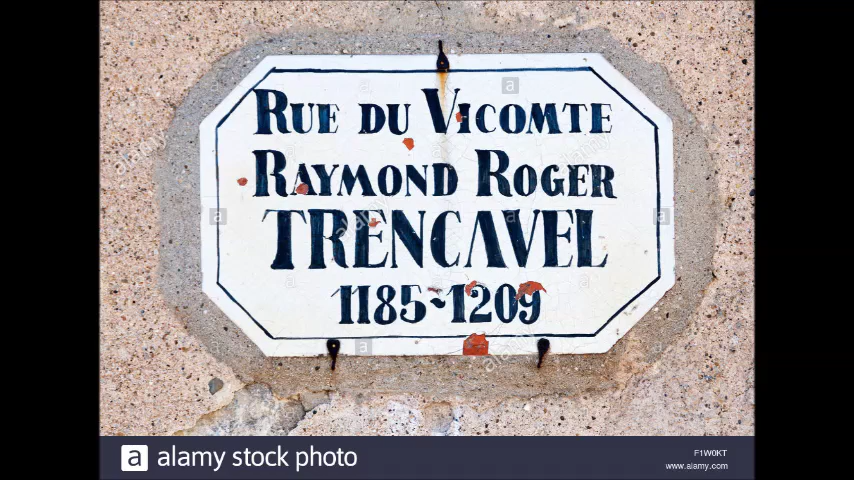 RUE DU VICOMTE
RAYMOND ROGER
TRENCAVEL
1185~1209
a alamy stock photo
F1W0KT
www.alamy.com